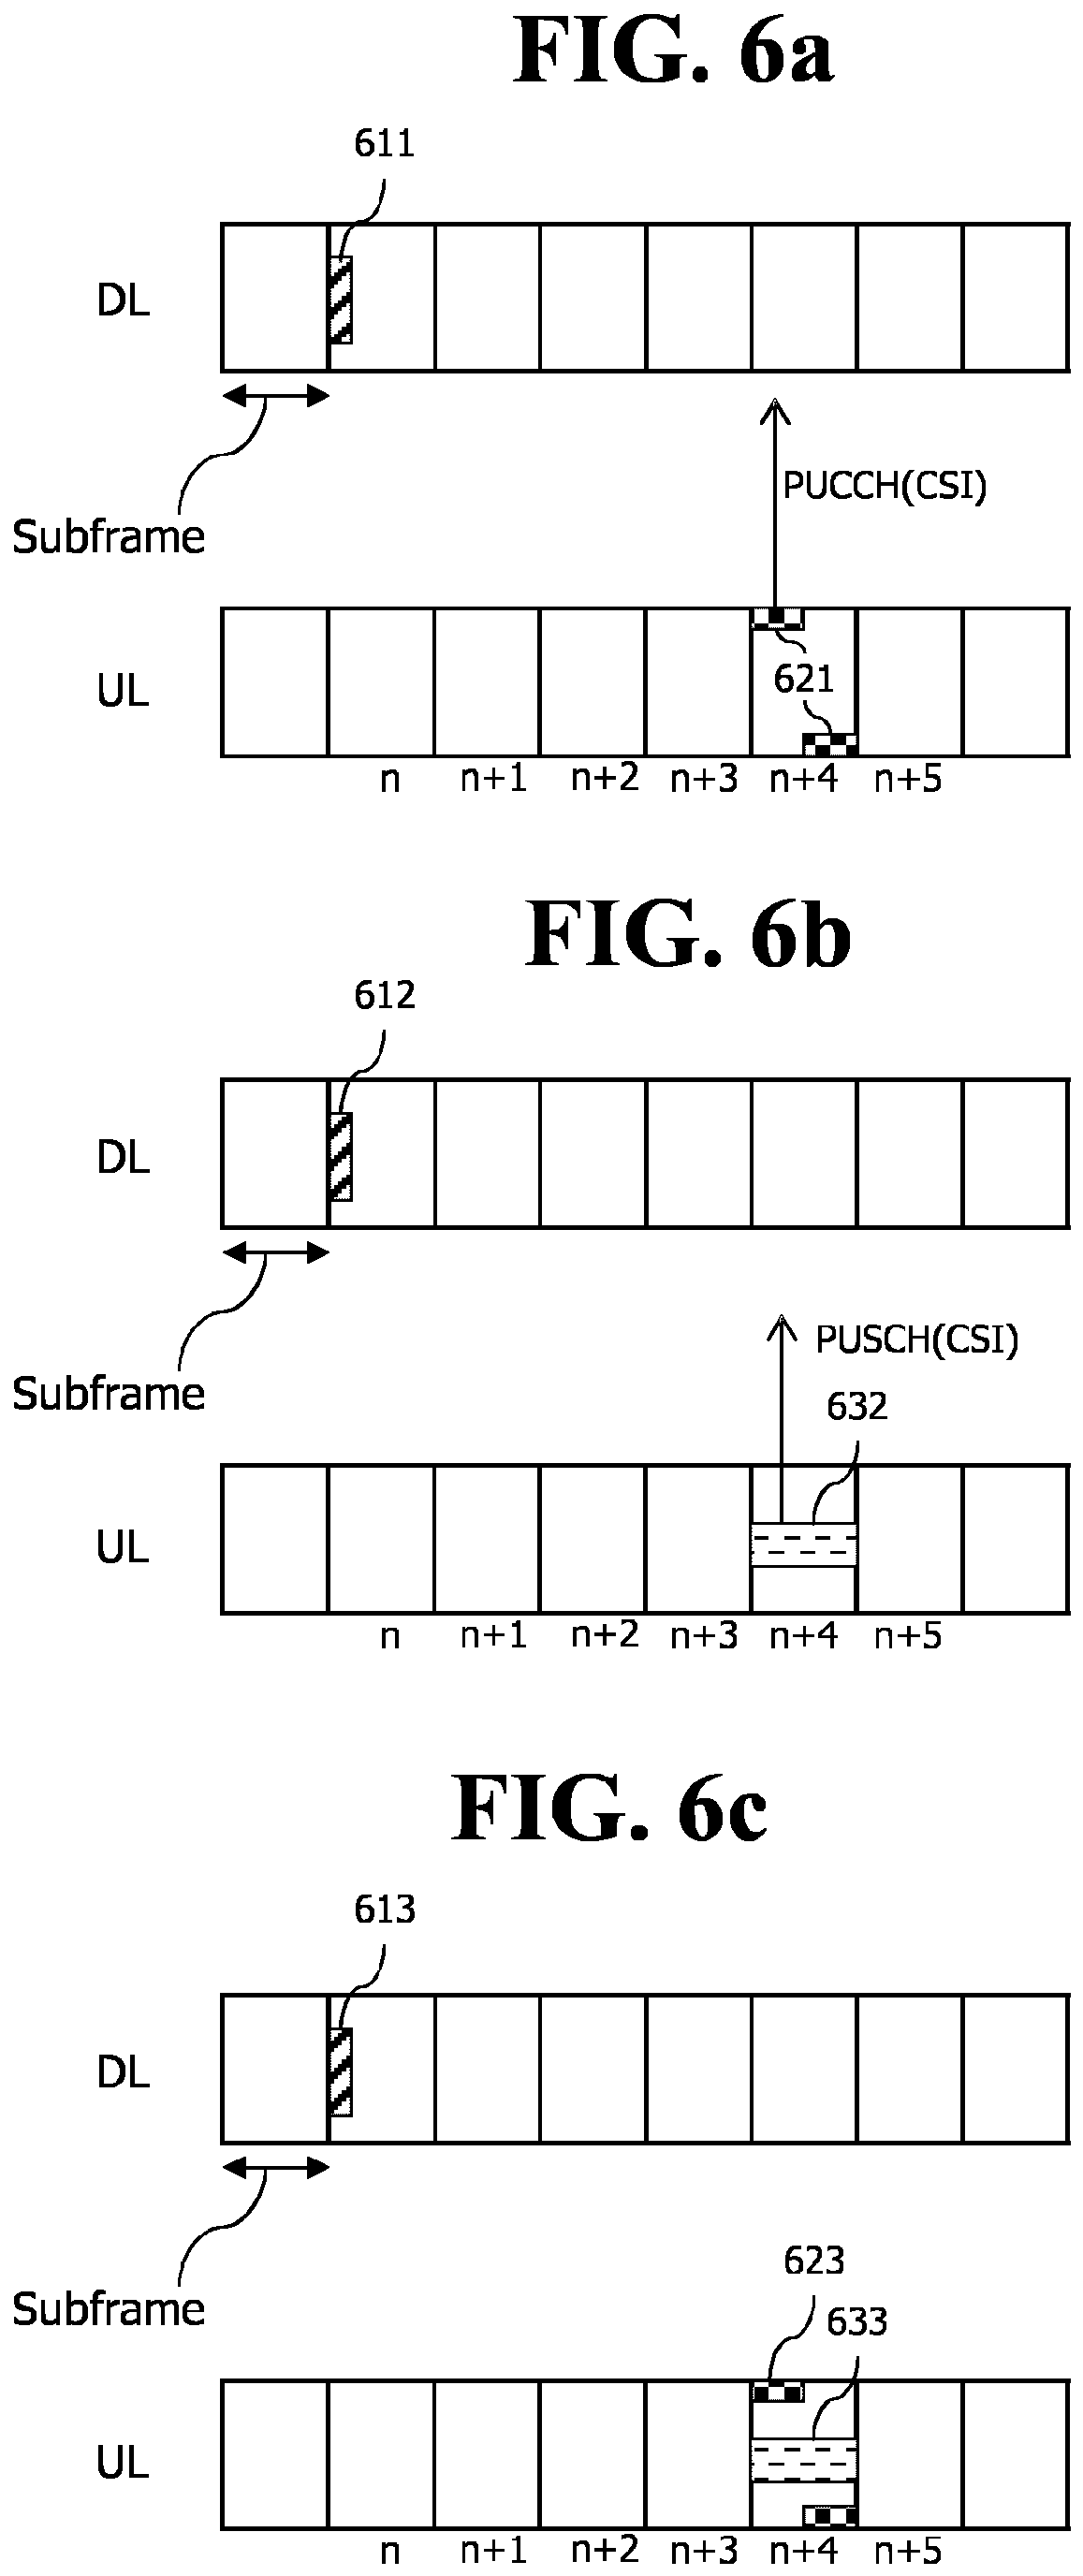 FIG. 6a
611
DL
PUCCH(CSI)
Subframe
621
UL
n n+1 n+2 n+3 n+4 n+5
FIG. 6b
612
DL
PUSCH(CSI)
Subframe
632
UL
n n+1 n+2 n+3 n+4 n+5
FIG. 6c
613
DL
623
Subframe
633
UL
n n+1 n+2 n+3 n+4 n+5